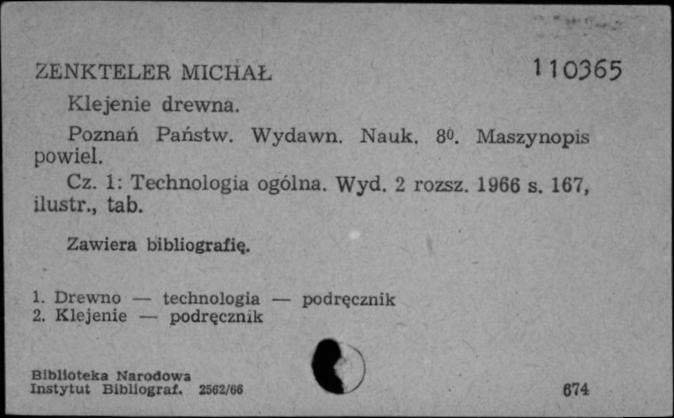 ZENKTELER MICHAŁ 110365
Klejenie drewna.
Poznań Państw. Wydawn. Nauk. 8⁰. Maszynopis
powiel.
Cz. 1: Technologia ogólna. Wyd. 2 rozsz. 1966 s. 167,
ilustr., tab.
Zawiera bibliografię.
1. Drewno — technologia — podręcznik
2. Klejenie — podręcznik
Biblioteka Narodowa
Instytut Bibliograf. 2562/66 674